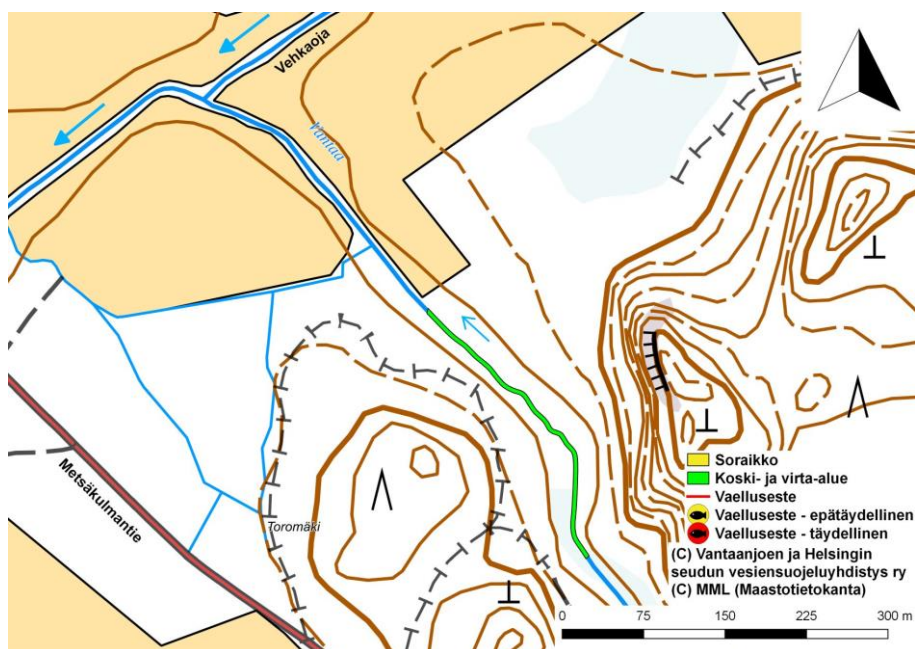 Vehkaoja
Vantaa
Metsäkulmantie
Toromäki
Soraikko
Koski- ja virta-alue
Vaelluseste
Vaelluseste - epätäydellinen
Vaelluseste - täydellinen
(C) Vantaanjoen ja Helsingin
seudun vesiensuojeluyhdistys ry
(C) MML (Maastotietokanta)
0 75 150 225 300 m